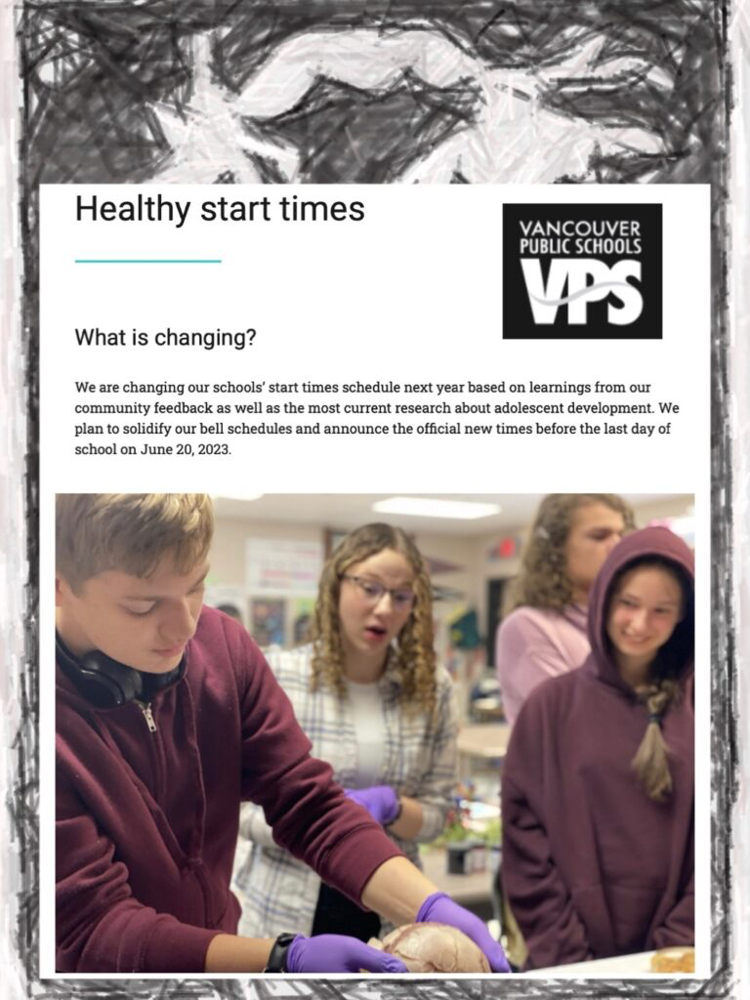 Healthy start times
VANCOUVER
PUBLIC SCHOOLS
VPS
What is changing?
We are changing our schools’ start times schedule next year based on learnings from our
community feedback as well as the most current research about adolescent development. We
plan to solidify our bell schedules and announce the official new times before the last day of
school on June 20, 2023.